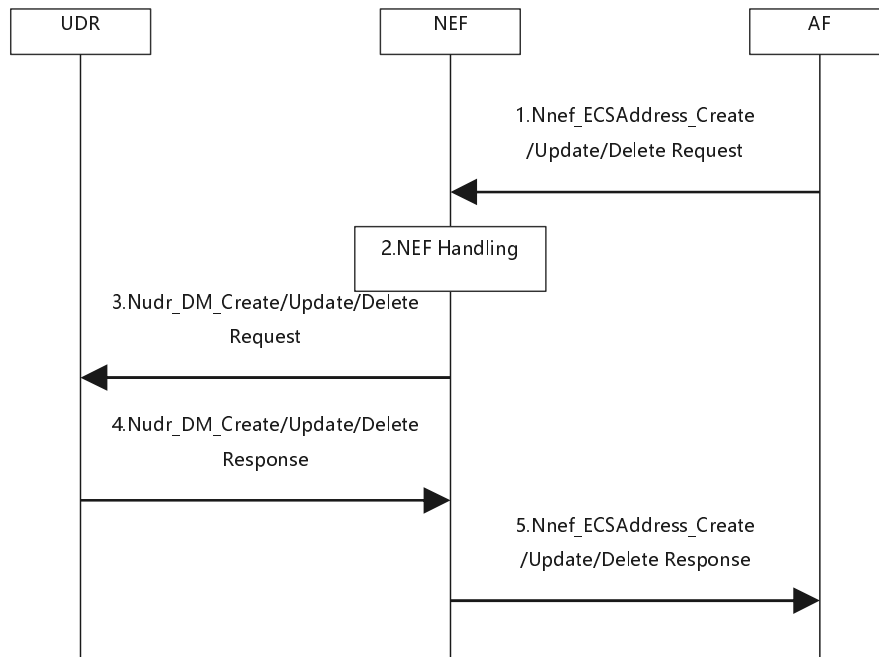 UDR
NEF
AF
1.Nnef_ECSAddress_Create
/Update/Delete Request
2.NEF Handling
3.Nudr_DM_Create/Update/Delete
Request
4.Nudr_DM_Create/Update/Delete
Response
5.Nnef_ECSAddress_Create
/Update/Delete Response